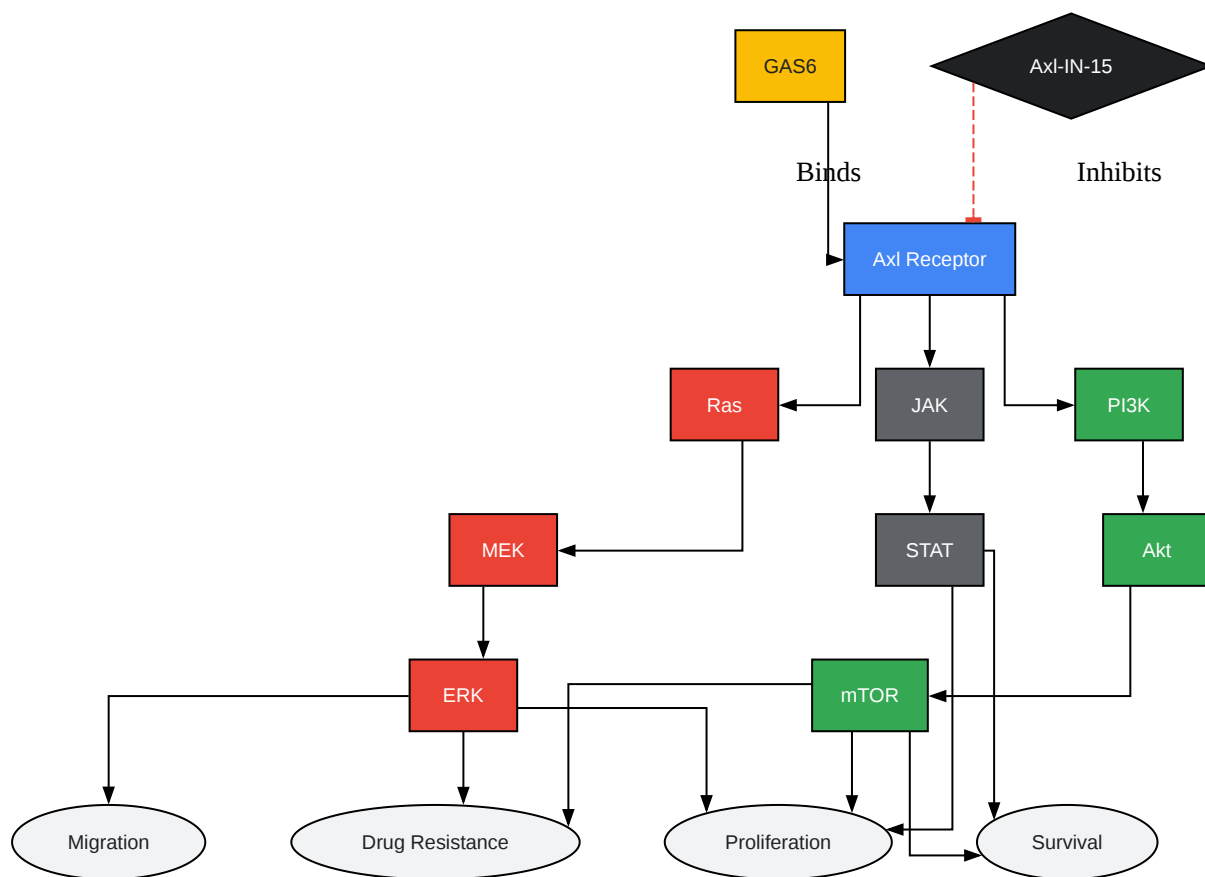 GAS6
Axl-IN-15
Binds
Inhibits
Axl Receptor
Ras
JAK
PI3K
MEK
STAT
Akt
ERK
mTOR
Migration
Drug Resistance
Proliferation
Survival